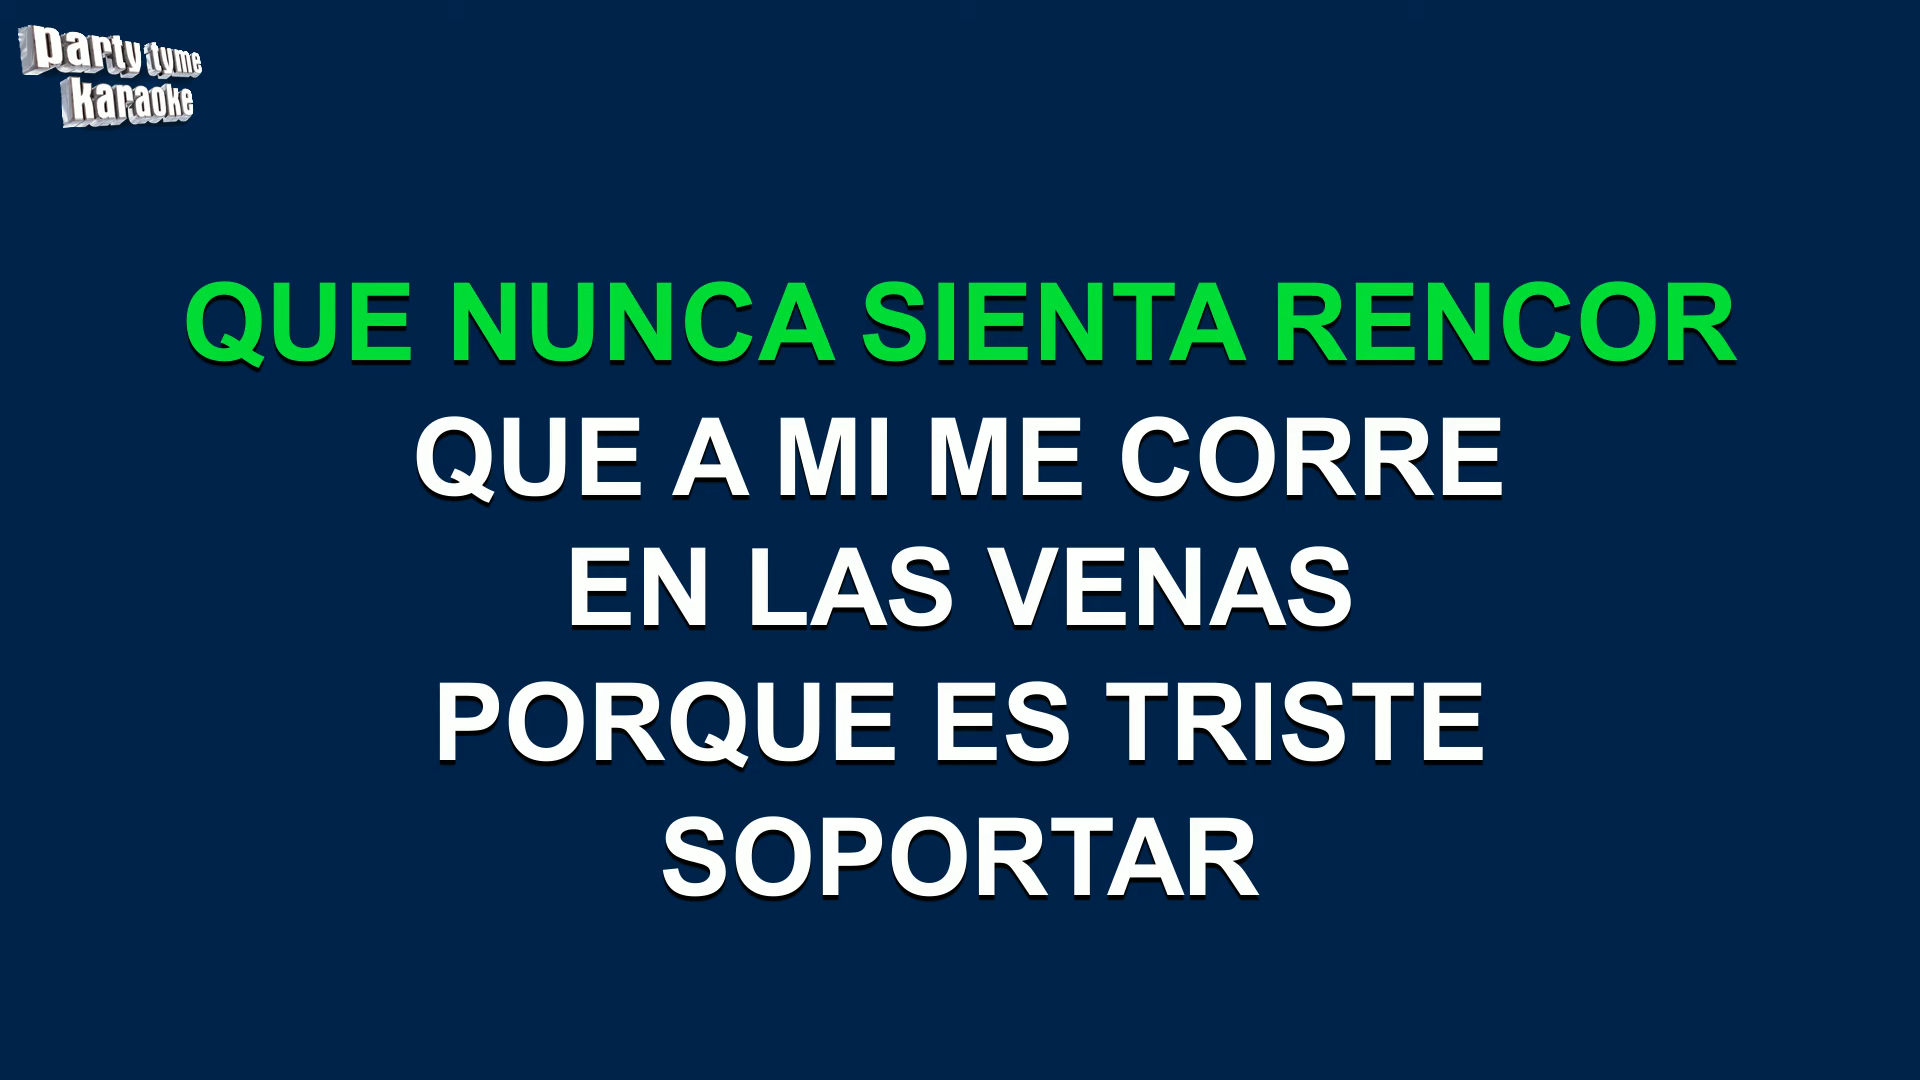 party tyme
karaoke
QUE NUNCA SIENTA RENCOR
QUE A MI ME CORRE
EN LAS VENAS
PORQUE ES TRISTE
SOPORTAR